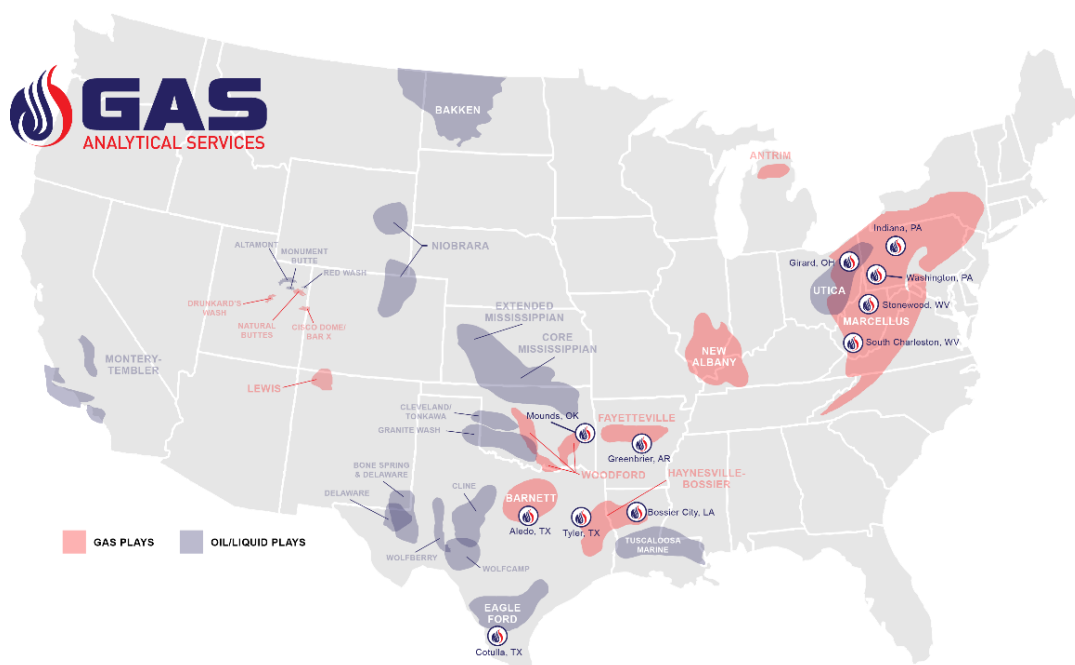 GAS
ANALYTICAL SERVICES
BAKKEN
ANTRIM
ALTAMONT
MONUMENT
BUTTE
RED WASH
NIOBRARA
DRUNKARD'S
WASH
NATURAL
BUTTES
CISCO DOME/
BAR X
Indiana, PA
Girard, OH
Washington, PA
UTICA
Stonewood, WV
MARCELLUS
South Charleston, WV
EXTENDED
MISSISSIPPIAN
CORE
MISSISSIPPIAN
MONTERY-
TEMBLER
NEW
ALBANY
LEWIS
CLEVELAND/
TONKAWA
GRANITE WASH
Mounds, OK
FAYETTEVILLE
Greenbrier, AR
WOODFORD
HAYNESVILLE-
BOSSIER
BONE SPRING
& DELAWARE
DELAWARE
CLINE
BARNETT
Aledo, TX
Tyler, TX
Bossier City, LA
TUSCALOOSA
MARINE
WOLFBERRY
WOLFCAMP
EAGLE
FORD
Cotulla, TX
GAS PLAYS
OIL/LIQUID PLAYS